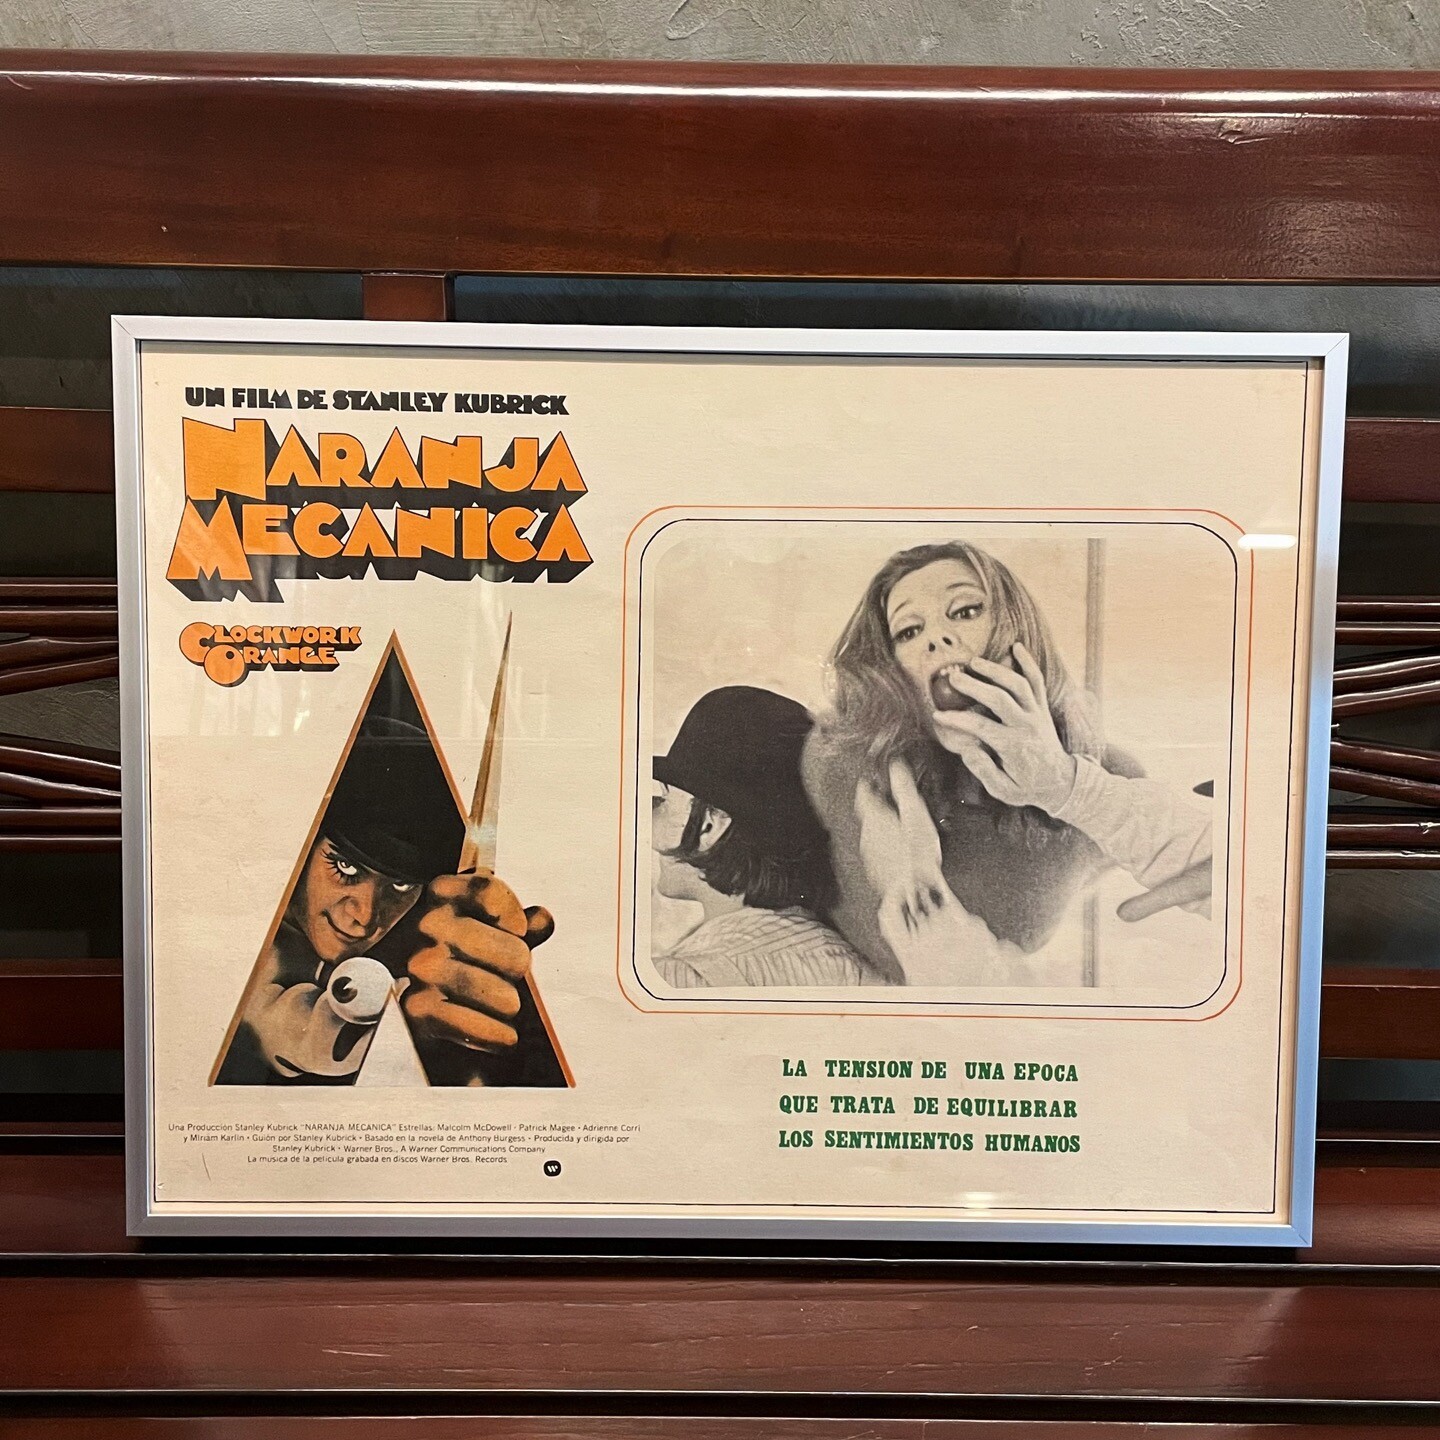 UN FILM DE STANLEY KUBRICK
NARANJA
MECANICA
CLOCKWORK
ORANGE
Una Producción Stanley Kubrick "NARANJA MECANICA" Estrellas: Malcolm McDowell · Patrick Magee · Adrienne Corri
y Miriam Karlin · Guión por Stanley Kubrick · Basado en la novela de Anthony Burgess · Producida y dirigida por
Stanley Kubrick · Warner Bros., A Warner Communications Company
La musica de la pelicula grabada en discos Warner Bros. Records
LA TENSION DE UNA EPOCA
QUE TRATA DE EQUILIBRAR
LOS SENTIMIENTOS HUMANOS